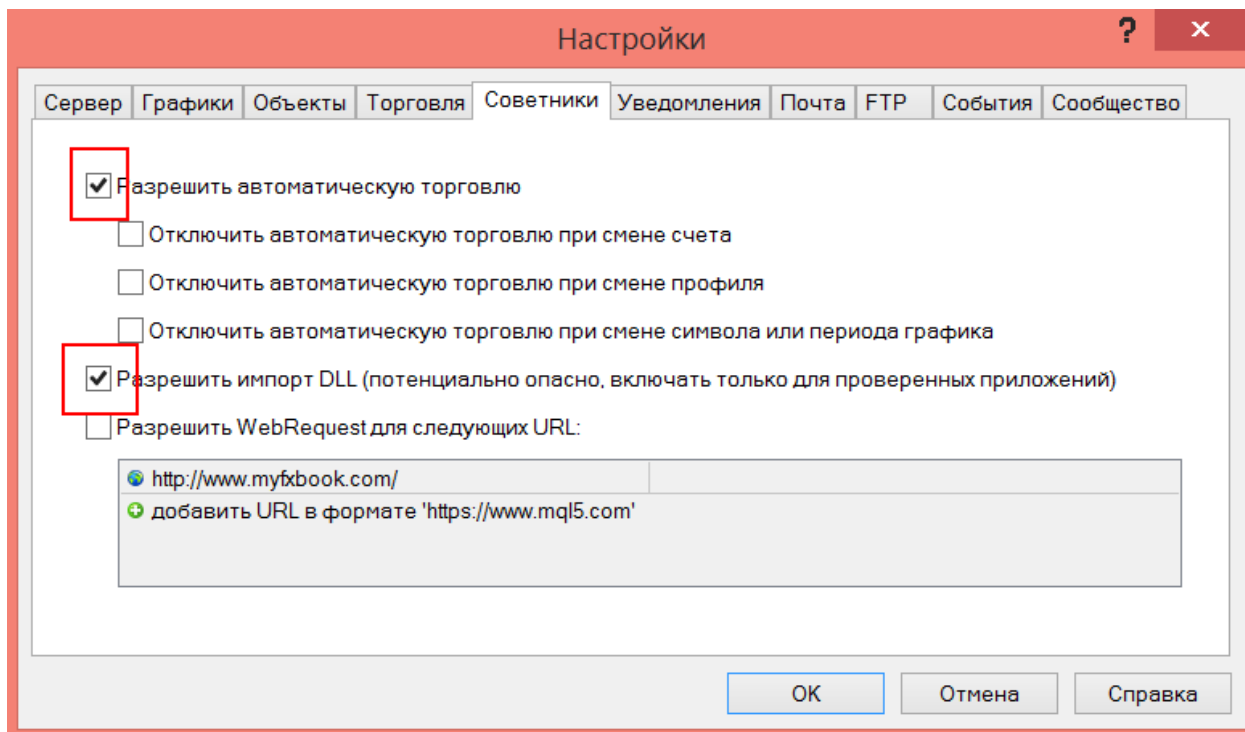 Настройки
?
×
Сервер Графики Объекты Торговля Советники Уведомления Почта FTP События Сообщество
Разрешить автоматическую торговлю
Отключить автоматическую торговлю при смене счета
Отключить автоматическую торговлю при смене профиля
Отключить автоматическую торговлю при смене символа или периода графика
Разрешить импорт DLL (потенциально опасно, включать только для проверенных приложений)
Разрешить WebRequest для следующих URL:
http://www.myfxbook.com/
добавить URL в формате 'https://www.mql5.com'
OK Отмена Справка